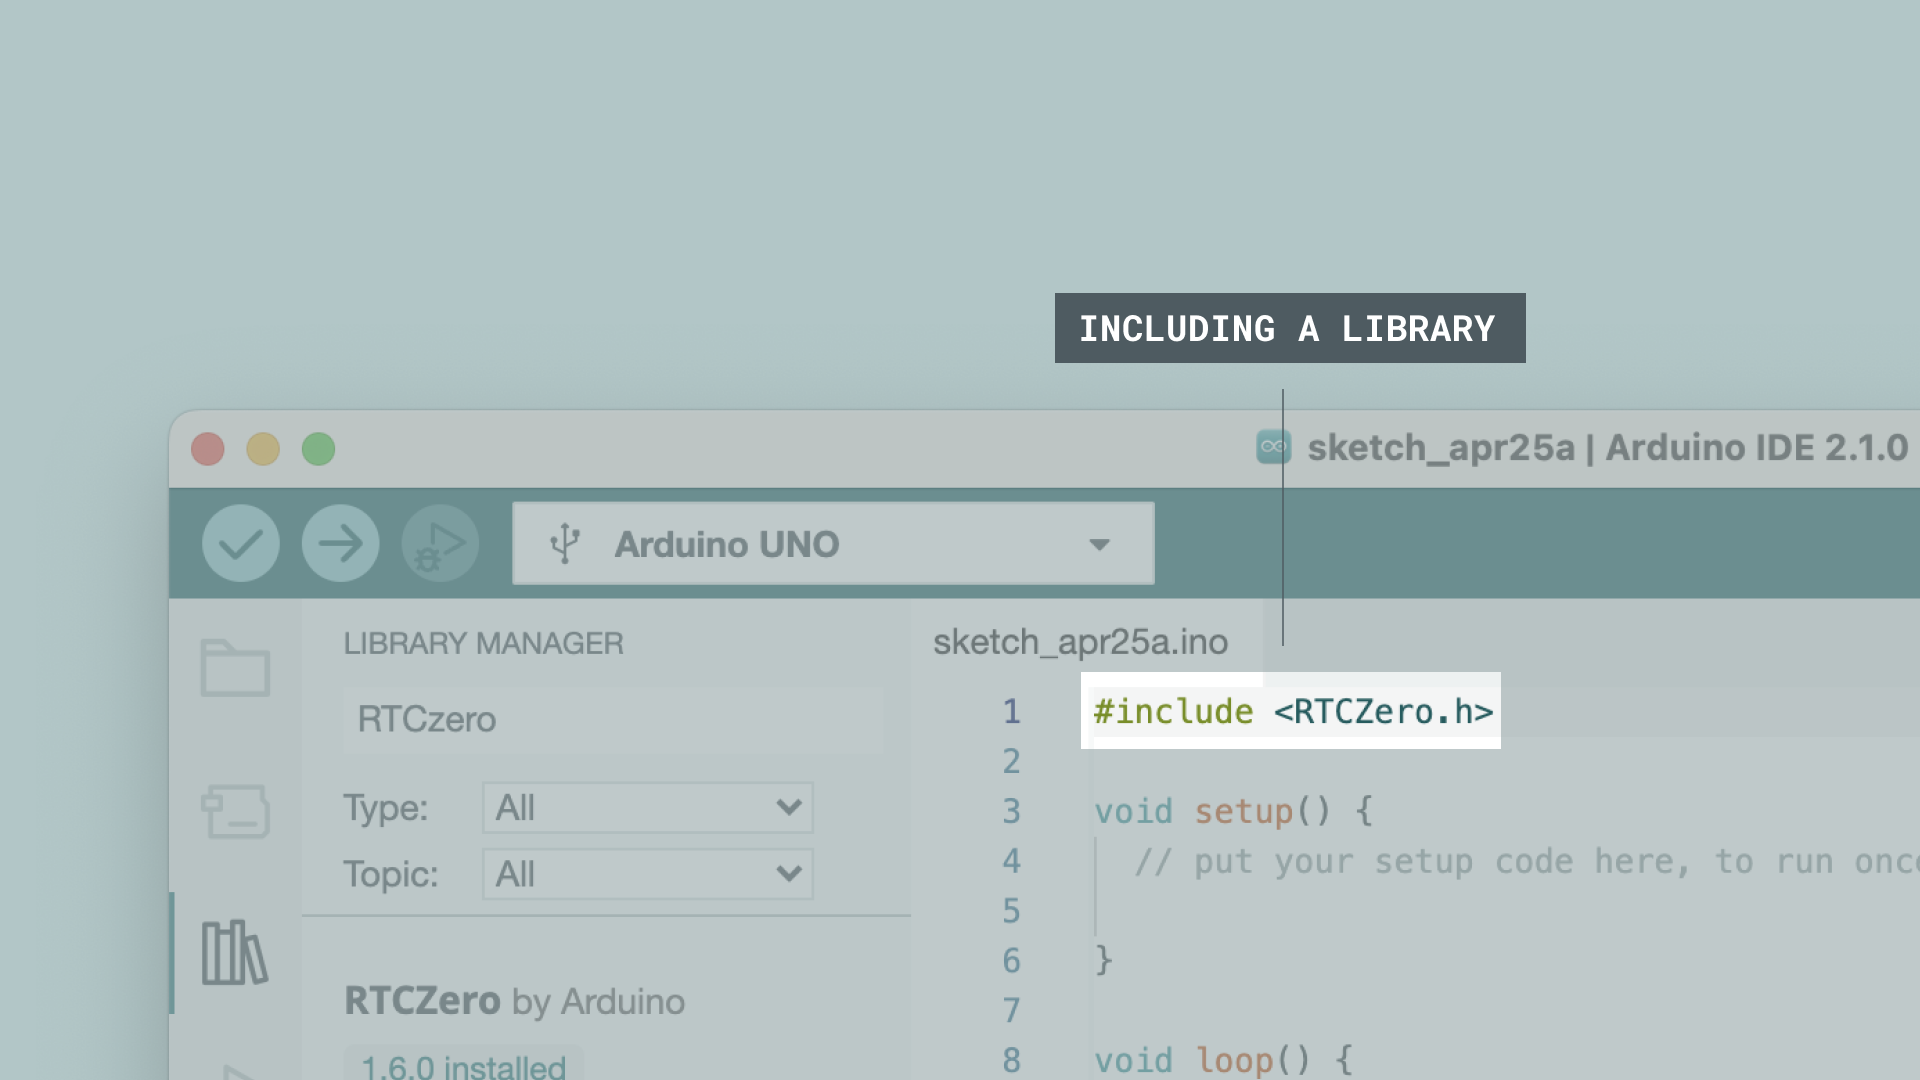 INCLUDING A LIBRARY
sketch_apr25a | Arduino IDE 2.1.0
Arduino UNO
LIBRARY MANAGER
RTCzero
Type: All
Topic: All
RTCZero by Arduino
1.6.0 installed
sketch_apr25a.ino
1 #include <RTCZero.h>
2
3 void setup() {
4 // put your setup code here, to run once
5
6 }
7
8 void loop() {